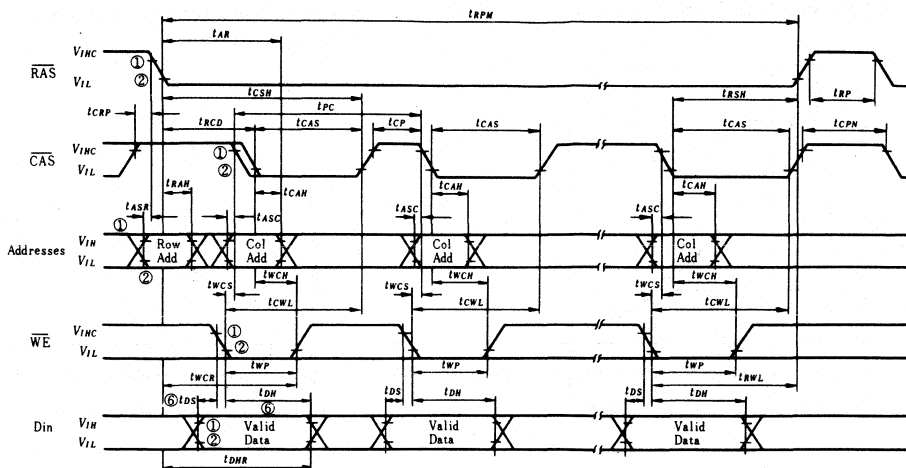 tRPM
tAR
RAS
VIHC
VIL
①
②
tCSH
tRSH
tRP
tCRP
tPC
tRCD
tCAS
tCP
tCAS
tCAS
tCPN
CAS
VIHC
VIL
①
②
tRAH
tCAH
tCAH
tCAH
tASR
tASC
tASC
tASC
Addresses
VIH
VIL
①
②
Row Add
Col Add
Col Add
Col Add
tWCH
tWCH
tWCH
tWCS
tWCS
tWCS
tCWL
tCWL
tCWL
WE
VIHC
VIL
①
②
tWP
tWP
tWP
tWCR
tRWL
⑥tDS
tDH
⑥
tDS
tDH
tDS
tDH
Din
VIH
VIL
①
②
Valid Data
Valid Data
Valid Data
tDHR